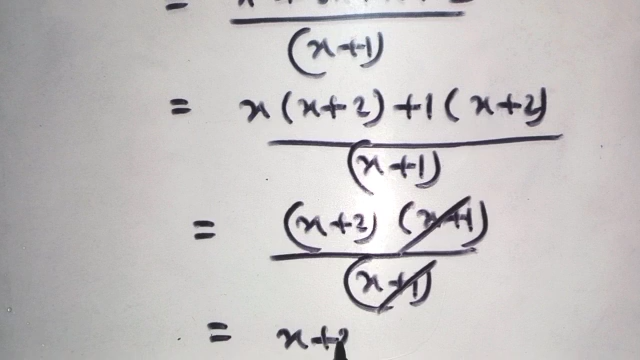 =
(x+1)
= x(x+2)+1(x+2)
(x+1)
= (x+2) (x+1)
(x+1)
= x+2